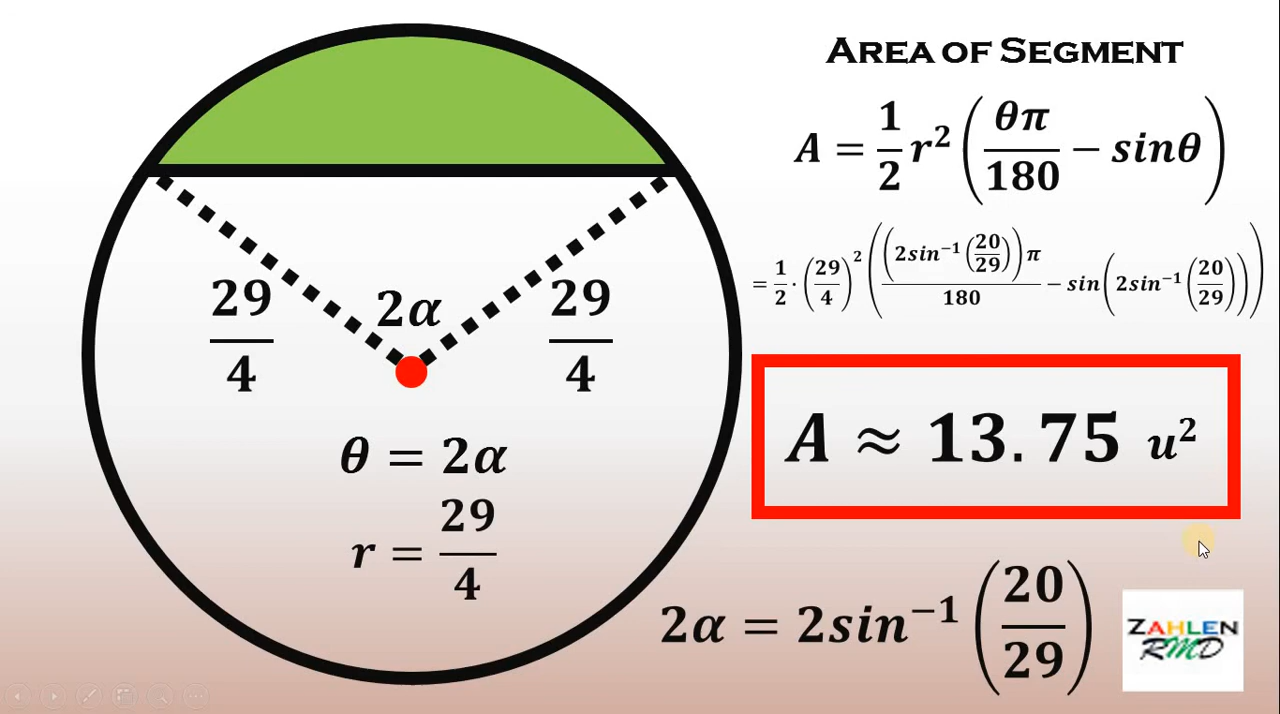 AREA OF SEGMENT
A = 1/2 r² (θπ/180 − sinθ)
= 1/2 · (29/4)² ((2sin⁻¹(20/29))π/180 − sin(2sin⁻¹(20/29)))
29/4 2α 29/4
A ≈ 13.75 u²
θ = 2α
r = 29/4
2α = 2sin⁻¹(20/29)
ZAHLEN
RMD